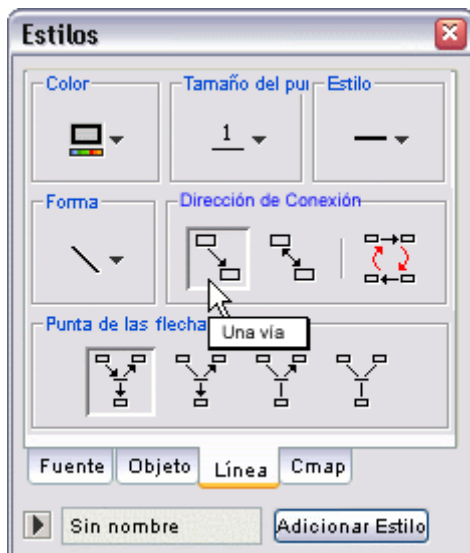 Estilos
Color
Tamaño del pu
Estilo
1
Forma
Dirección de Conexión
Punta de las flecha
Una vía
Fuente
Objeto
Línea
Cmap
Sin nombre
Adicionar Estilo